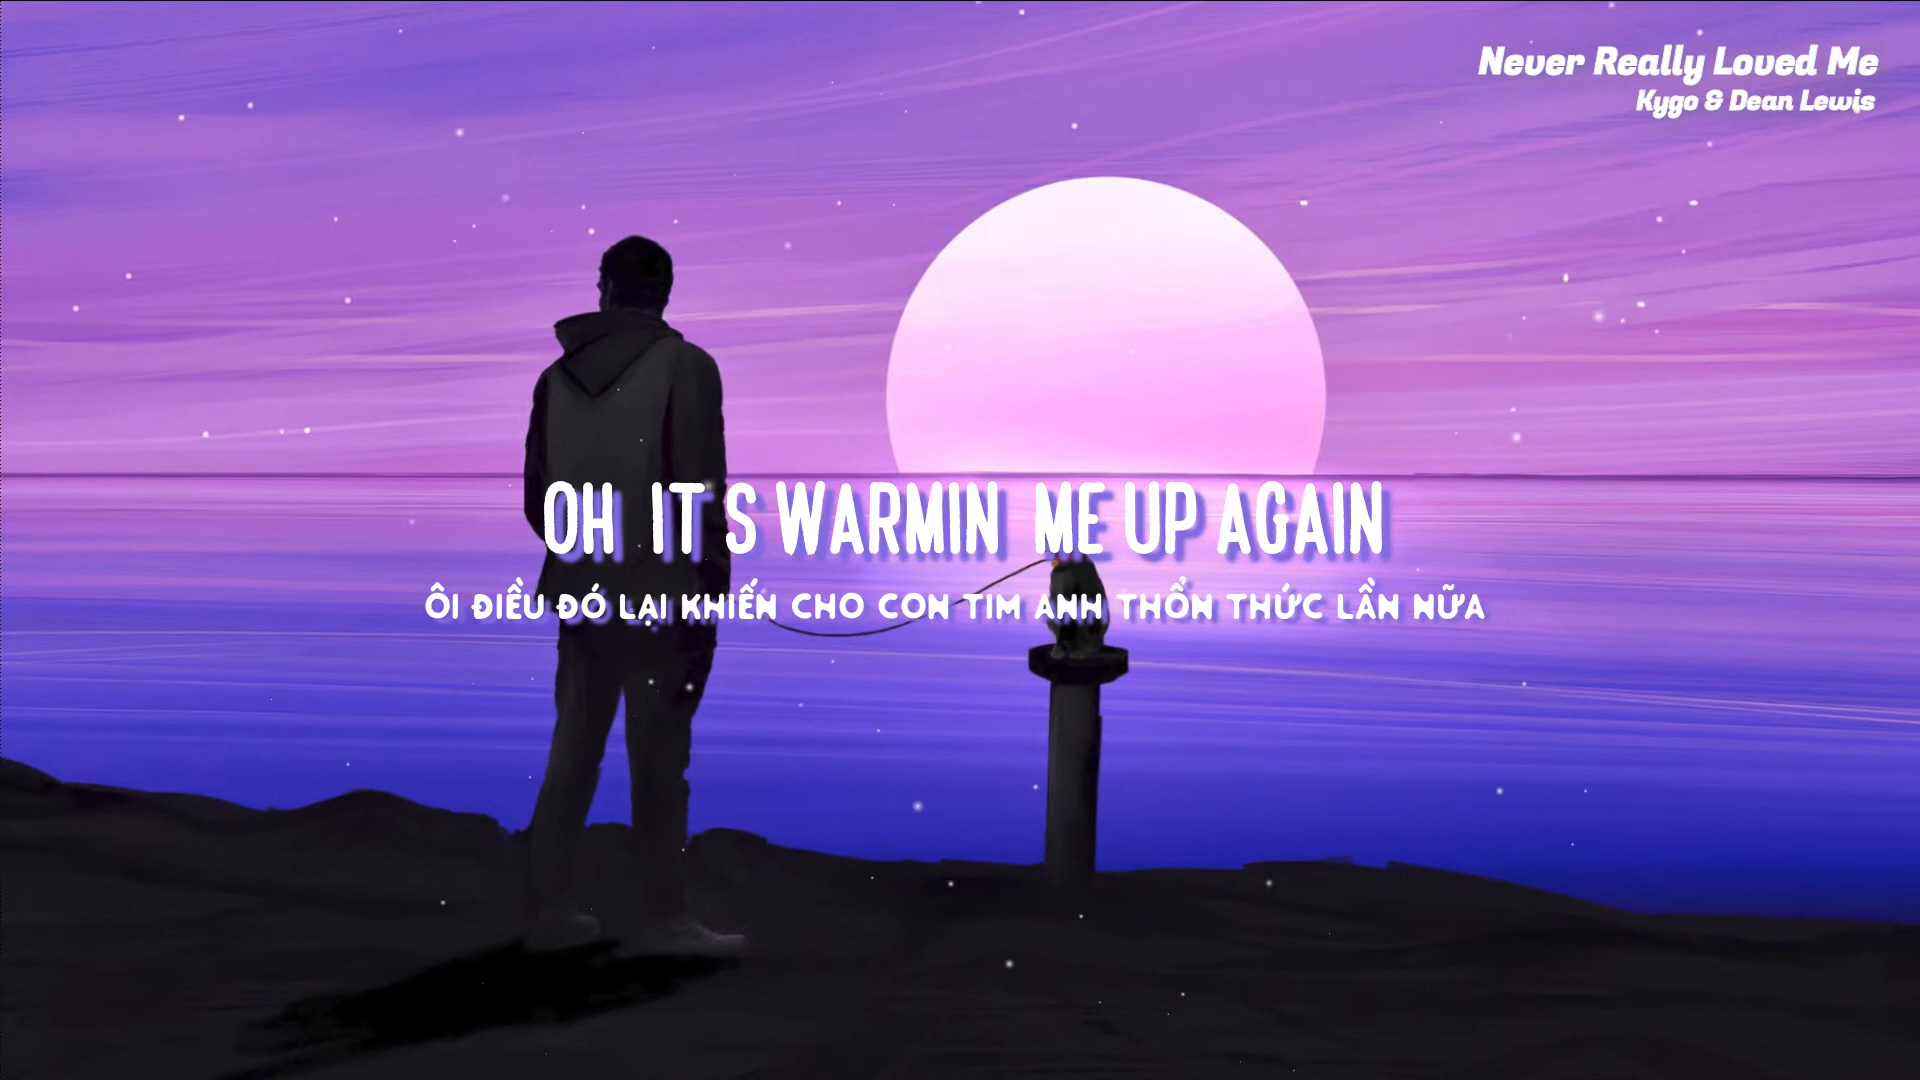 Never Really Loved Me
Kygo & Dean Lewis
OH IT S WARMIN ME UP AGAIN
ÔI ĐIỀU ĐÓ LẠI KHIẾN CHO CON TIM ANH THỔN THỨC LẦN NỮA